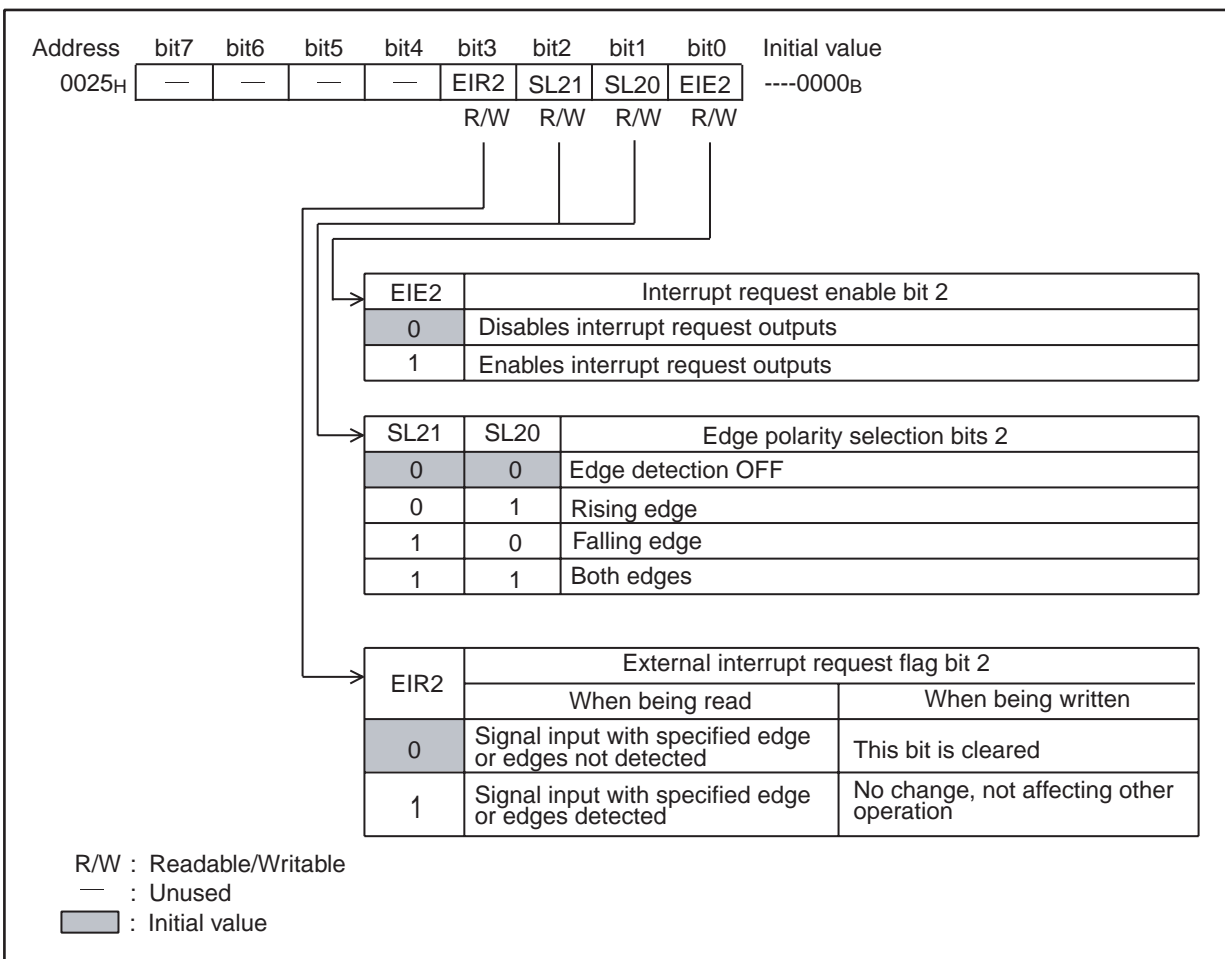 Address bit7 bit6 bit5 bit4 bit3 bit2 bit1 bit0 Initial value
0025H — — — — EIR2 SL21 SL20 EIE2 ----0000B
R/W R/W R/W R/W
EIE2 Interrupt request enable bit 2
0 Disables interrupt request outputs
1 Enables interrupt request outputs
SL21 SL20 Edge polarity selection bits 2
0 0 Edge detection OFF
0 1 Rising edge
1 0 Falling edge
1 1 Both edges
EIR2 External interrupt request flag bit 2
When being read When being written
0 Signal input with specified edge or edges not detected This bit is cleared
1 Signal input with specified edge or edges detected No change, not affecting other operation
R/W : Readable/Writable
— : Unused
: Initial value